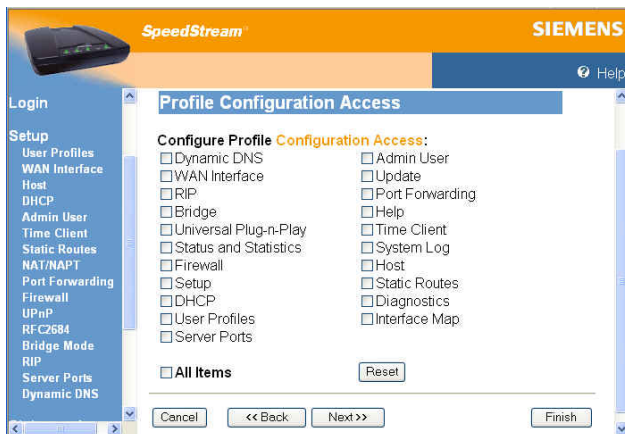 SpeedStream
SIEMENS
Help
Login
Setup
User Profiles
WAN Interface
Host
DHCP
Admin User
Time Client
Static Routes
NAT/NAPT
Port Forwarding
Firewall
UPnP
RFC2684
Bridge Mode
RIP
Server Ports
Dynamic DNS
Profile Configuration Access
Configure Profile Configuration Access:
Dynamic DNS
WAN Interface
RIP
Bridge
Universal Plug-n-Play
Status and Statistics
Firewall
Setup
DHCP
User Profiles
Server Ports
Admin User
Update
Port Forwarding
Help
Time Client
System Log
Host
Static Routes
Diagnostics
Interface Map
All Items
Reset
Cancel
<< Back
Next >>
Finish